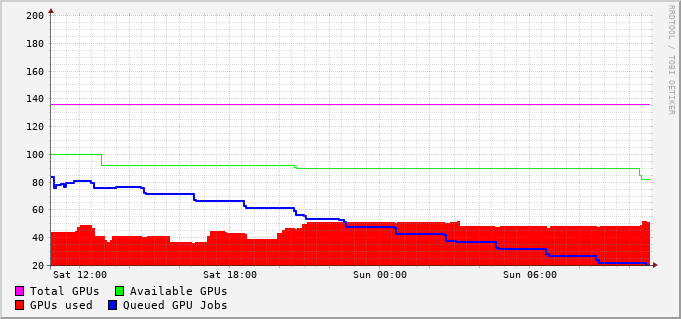 200
180
160
140
120
100
80
60
40
20
Sat 12:00 Sat 18:00 Sun 00:00 Sun 06:00
Total GPUs Available GPUs
GPUs used Queued GPU Jobs
RRDTOOL / TOBI OETIKER